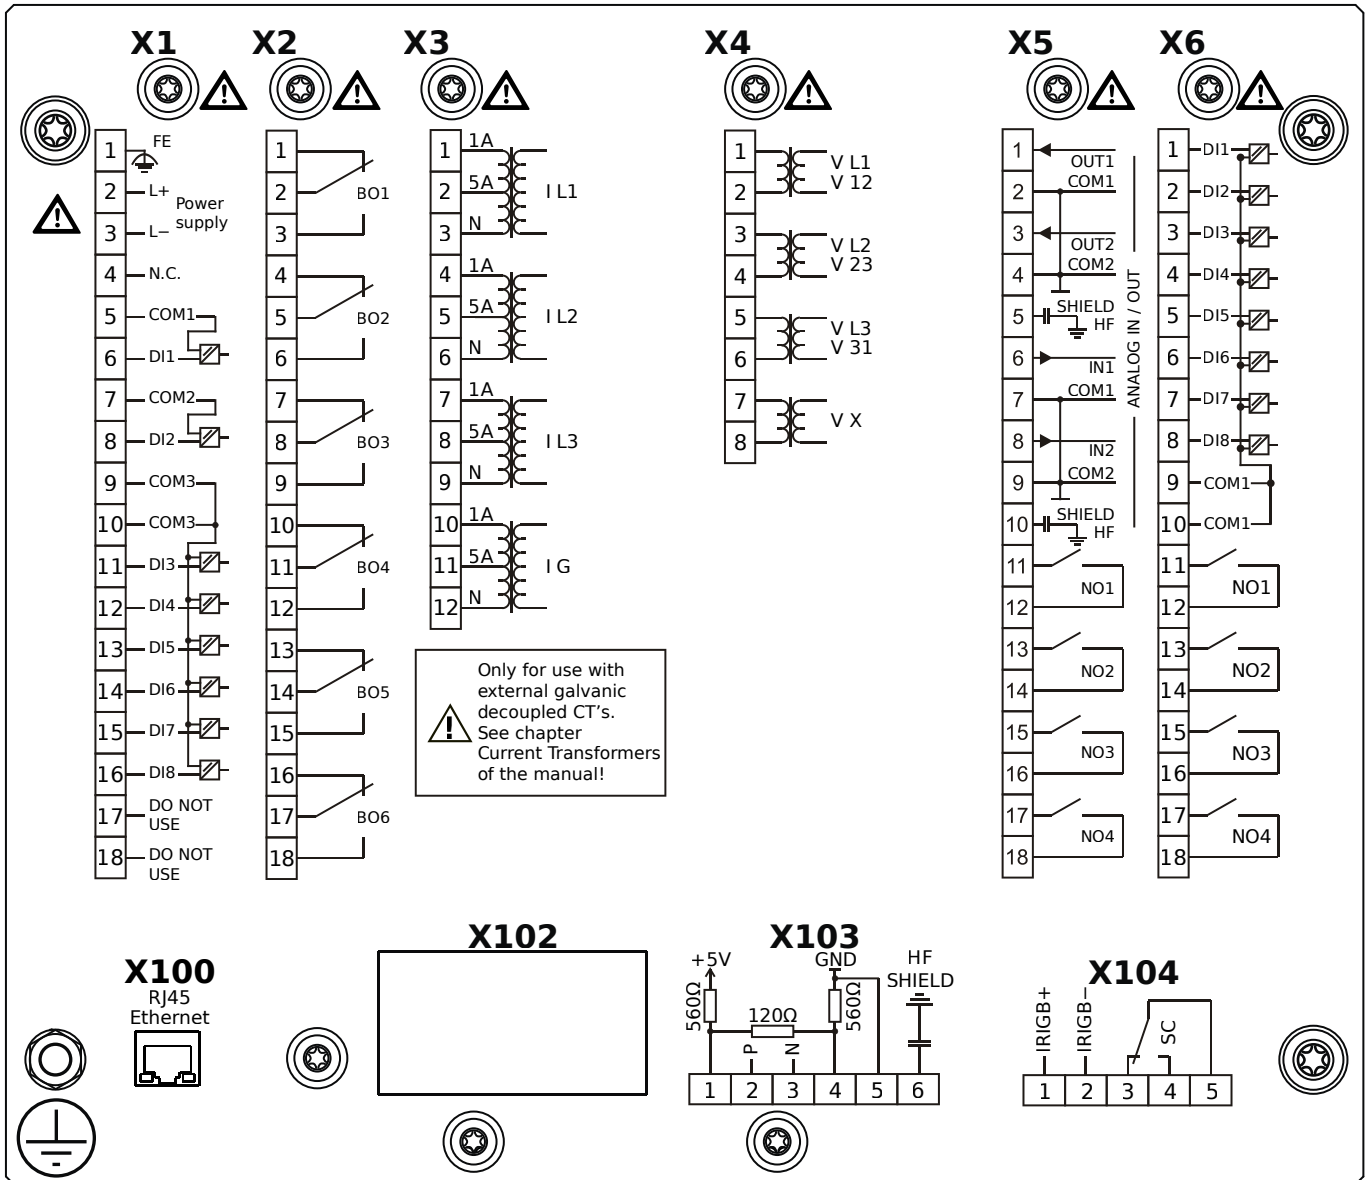 X1
X2
X3
X4
X5
X6
1 FE
2 L+
Power
supply
3 L−
4 N.C.
5 COM1
6 DI1
7 COM2
8 DI2
9 COM3
10 COM3
11 DI3
12 DI4
13 DI5
14 DI6
15 DI7
16 DI8
17 DO NOT
USE
18 DO NOT
USE
1
2 BO1
3
4
5 BO2
6
7
8 BO3
9
10
11 BO4
12
13
14 BO5
15
16
17 BO6
18
1 1A
2 5A I L1
3 N
4 1A
5 5A I L2
6 N
7 1A
8 5A I L3
9 N
10 1A
11 5A I G
12 N
Only for use with
external galvanic
decoupled CT's.
See chapter
Current Transformers
of the manual!
1 V L1
2 V 12
3 V L2
4 V 23
5 V L3
6 V 31
7 V X
8
1 OUT1
2 COM1
3 OUT2
4 COM2
5 SHIELD
HF
6 IN1
7 COM1
8 IN2
9 COM2
10 SHIELD
HF
ANALOG IN / OUT
11 NO1
12
13 NO2
14
15 NO3
16
17 NO4
18
1 DI1
2 DI2
3 DI3
4 DI4
5 DI5
6 DI6
7 DI7
8 DI8
9 COM1
10 COM1
11 NO1
12
13 NO2
14
15 NO3
16
17 NO4
18
X100
RJ45
Ethernet
X102
X103
+5V
GND
HF
SHIELD
560Ω
120Ω
560Ω
P
N
1 2 3 4 5 6
X104
IRIGB+
IRIGB−
SC
1 2 3 4 5